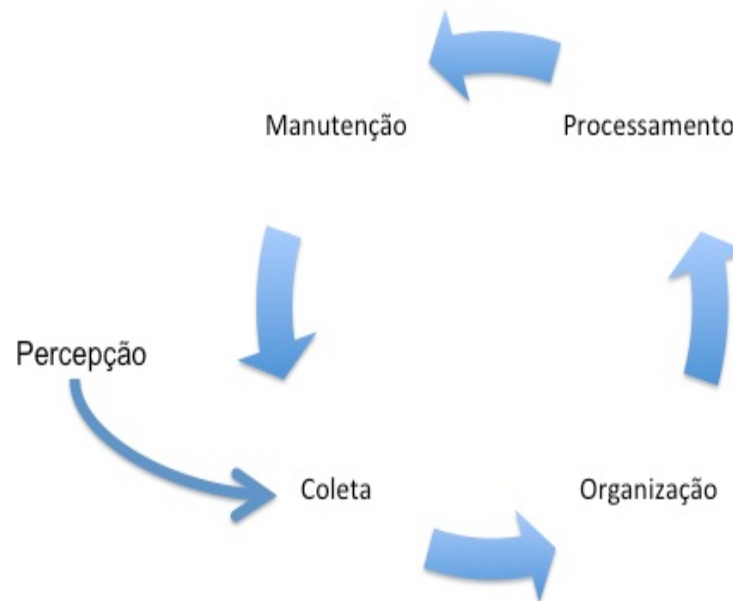 Manutenção
Processamento
Percepção
Coleta
Organização